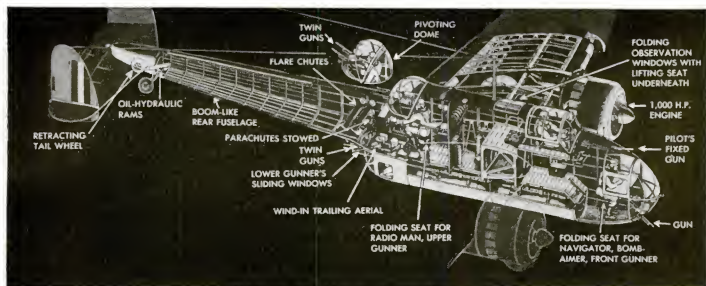 TWIN
GUNS
PIVOTING
DOME
FLARE CHUTES
FOLDING
OBSERVATION
WINDOWS WITH
LIFTING SEAT
UNDERNEATH
1,000 H.P.
ENGINE
PILOT'S
FIXED
GUN
GUN
OIL-HYDRAULIC
RAMS
BOOM-LIKE
REAR FUSELAGE
RETRACTING
TAIL WHEEL
PARACHUTES STOWED
TWIN
GUNS
LOWER GUNNER'S
SLIDING WINDOWS
WIND-IN TRAILING AERIAL
FOLDING SEAT FOR
RADIO MAN, UPPER
GUNNER
FOLDING SEAT FOR
NAVIGATOR, BOMB-
AIMER, FRONT GUNNER